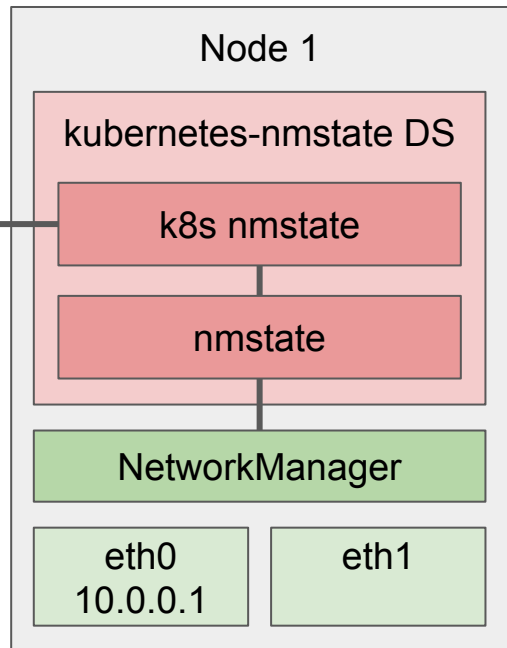 Node 1
kubernetes-nmstate DS
k8s nmstate
nmstate
NetworkManager
eth0
10.0.0.1
eth1